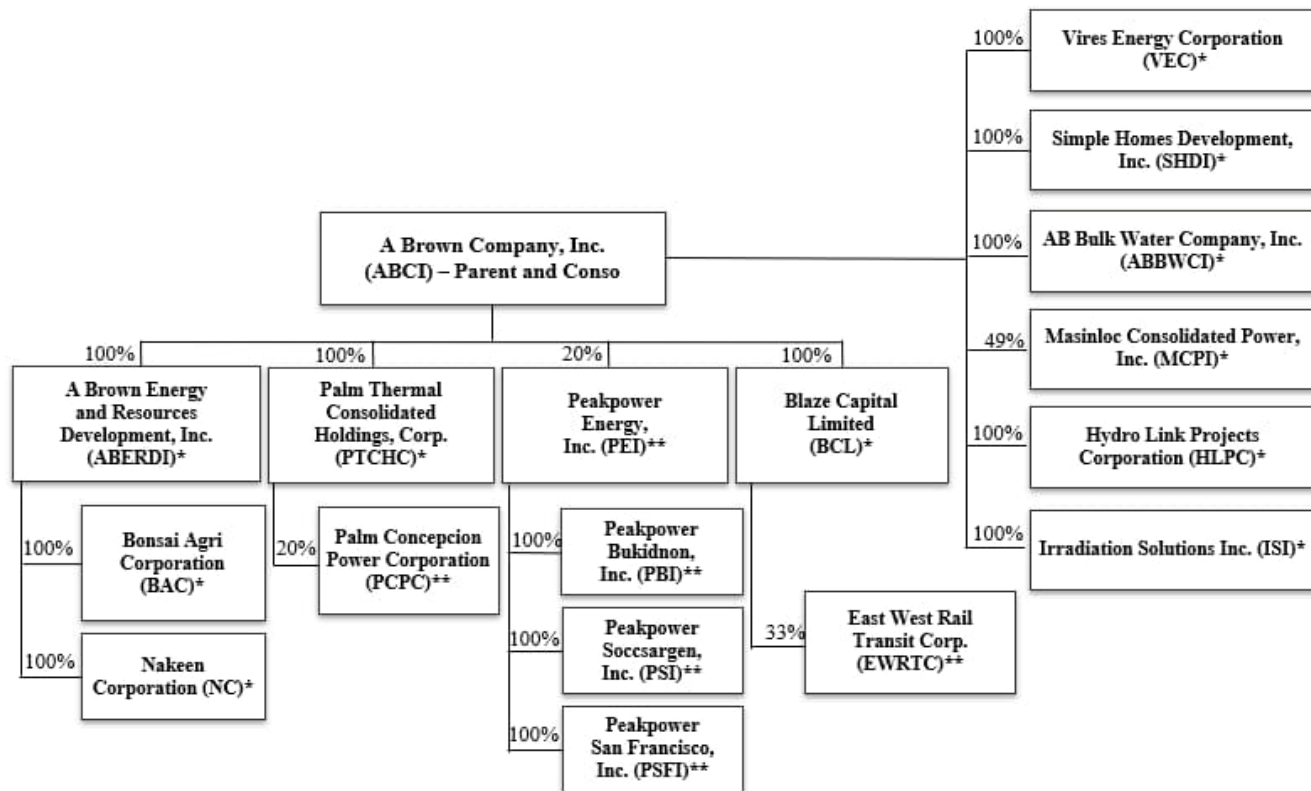 100%
Vires Energy Corporation
(VEC)*
100%
Simple Homes Development,
Inc. (SHDI)*
A Brown Company, Inc.
(ABCI) – Parent and Conso
100%
AB Bulk Water Company, Inc.
(ABBWCI)*
49%
Masinloc Consolidated Power,
Inc. (MCPI)*
100%
Hydro Link Projects
Corporation (HLPC)*
100%
Irradiation Solutions Inc. (ISI)*
100%
A Brown Energy
and Resources
Development, Inc.
(ABERDI)*
100%
Palm Thermal
Consolidated
Holdings, Corp.
(PTCHC)*
20%
Peakpower
Energy,
Inc. (PEI)**
100%
Blaze Capital
Limited
(BCL)*
100%
Bonsai Agri
Corporation
(BAC)*
100%
Nakeen
Corporation (NC)*
20%
Palm Concepcion
Power Corporation
(PCPC)**
100%
Peakpower
Bukidnon,
Inc. (PBI)**
100%
Peakpower
Soccsargen,
Inc. (PSI)**
100%
Peakpower
San Francisco,
Inc. (PSFI)**
33%
East West Rail
Transit Corp.
(EWRTC)**